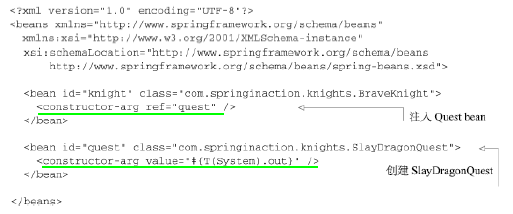 <?xml version="1.0" encoding="UTF-8"?>
<beans xmlns="http://www.springframework.org/schema/beans"
xmlns:xsi="http://www.w3.org/2001/XMLSchema-instance"
xsi:schemaLocation="http://www.springframework.org/schema/beans
http://www.springframework.org/schema/beans/spring-beans.xsd">
<bean id="knight" class="com.springinaction.knights.BraveKnight">
<constructor-arg ref="quest" />
注入 Quest bean
</bean>
<bean id="quest" class="com.springinaction.knights.SlayDragonQuest">
<constructor-arg value="#{T(System).out}" />
创建 SlayDragonQuest
</bean>
</beans>